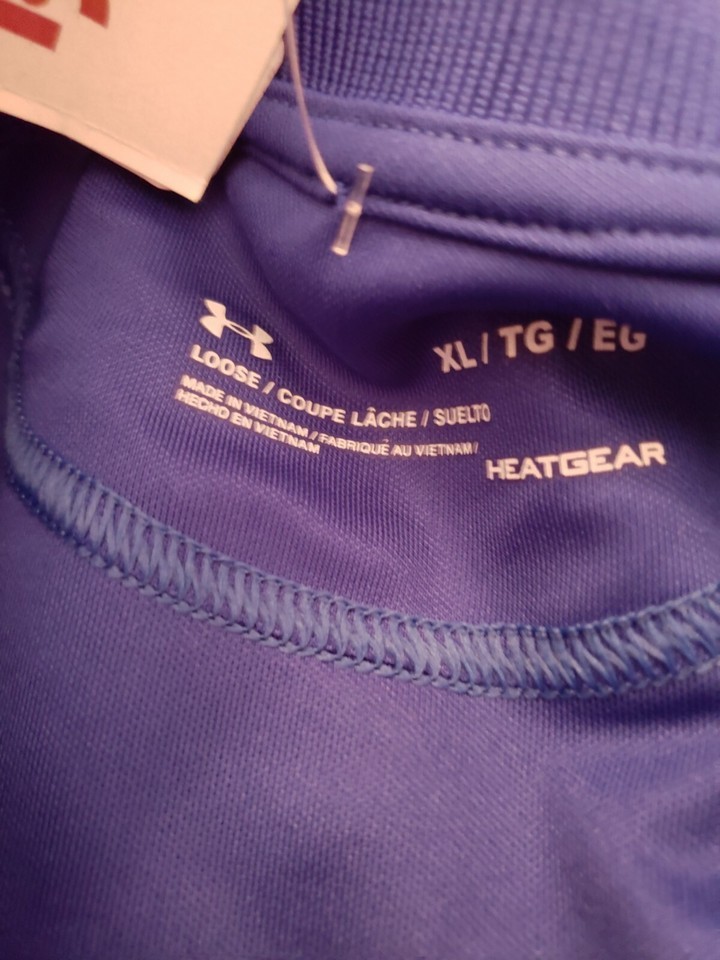 XL / TG / EG
LOOSE / COUPE LÂCHE / SUELTO
MADE IN VIETNAM / FABRIQUÉ AU VIETNAM /
HECHO EN VIETNAM
HEATGEAR